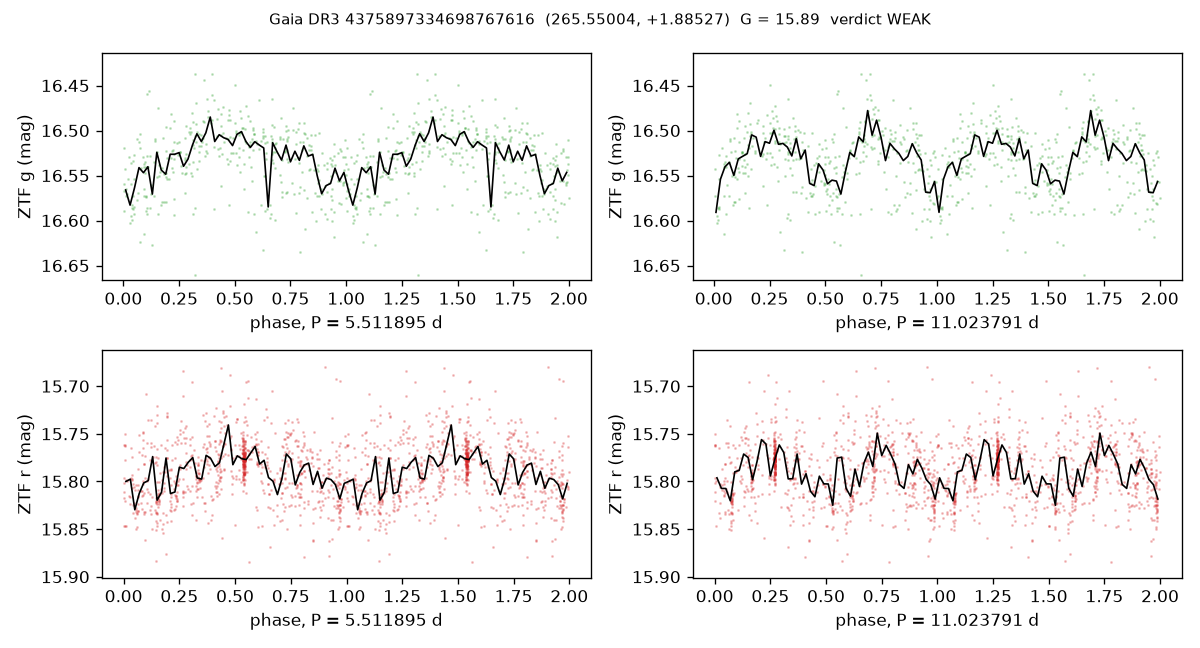 Gaia DR3 4375897334698767616  (265.55004, +1.88527)  G = 15.89  verdict WEAK
ZTF g (mag)
16.45
16.50
16.55
16.60
16.65
0.00 0.25 0.50 0.75 1.00 1.25 1.50 1.75 2.00
phase, P = 5.511895 d
ZTF g (mag)
16.45
16.50
16.55
16.60
16.65
0.00 0.25 0.50 0.75 1.00 1.25 1.50 1.75 2.00
phase, P = 11.023791 d
ZTF r (mag)
15.70
15.75
15.80
15.85
15.90
0.00 0.25 0.50 0.75 1.00 1.25 1.50 1.75 2.00
phase, P = 5.511895 d
ZTF r (mag)
15.70
15.75
15.80
15.85
15.90
0.00 0.25 0.50 0.75 1.00 1.25 1.50 1.75 2.00
phase, P = 11.023791 d